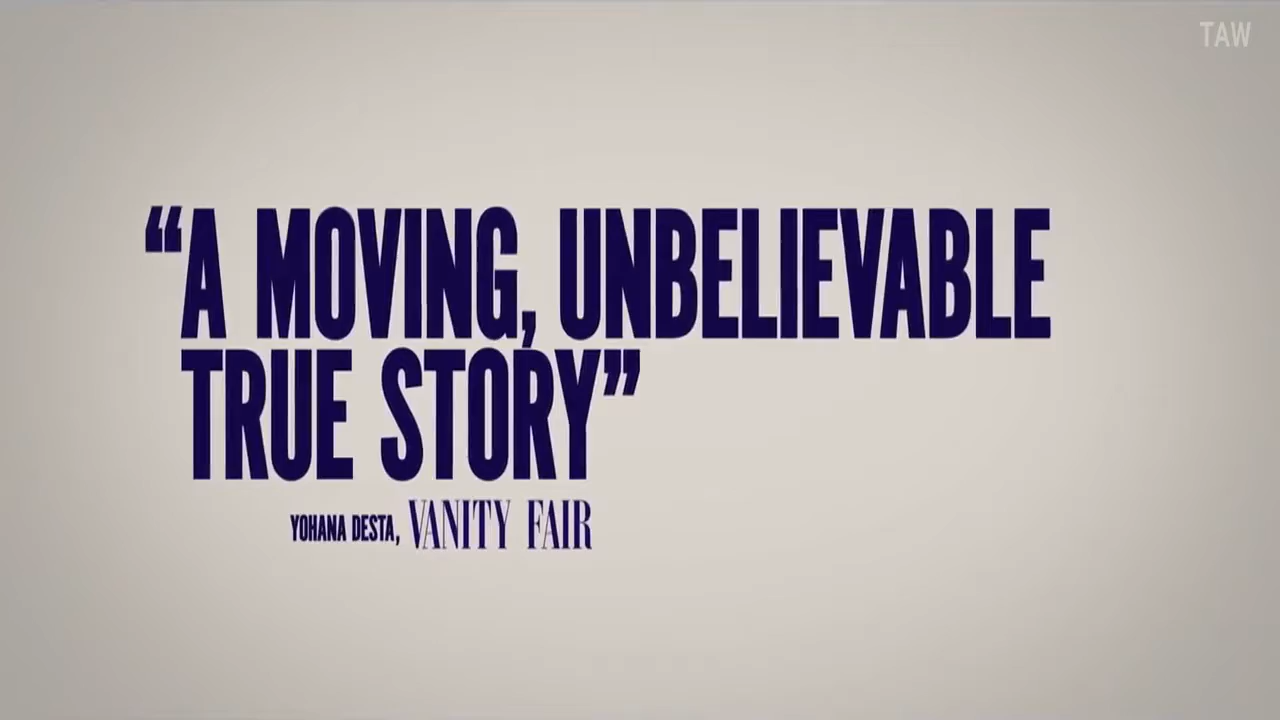 TAW
“A MOVING, UNBELIEVABLE
TRUE STORY”
YOHANA DESTA, VANITY FAIR